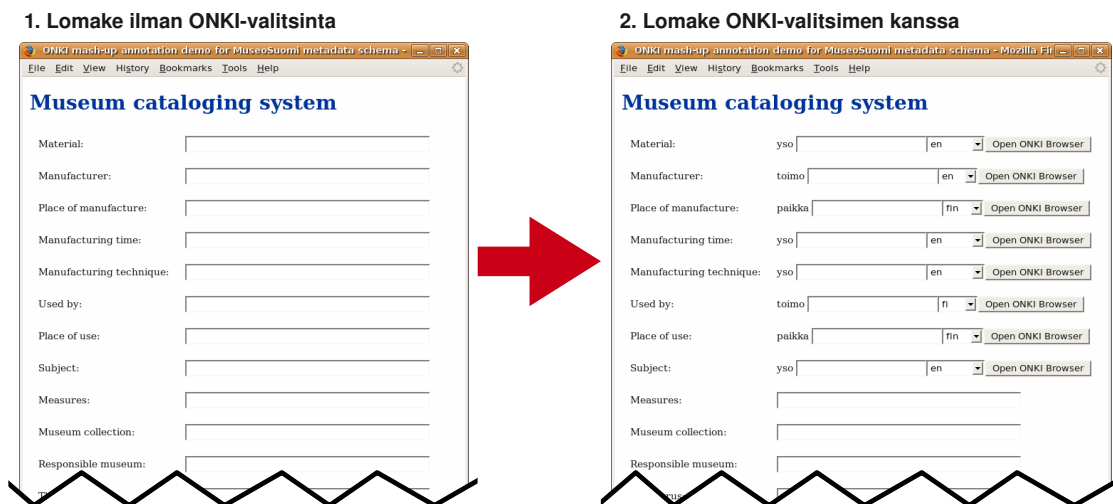 1. Lomake ilman ONKI-valitsinta
ONKI mash-up annotation demo for MuseoSuomi metadata schema -
File Edit View History Bookmarks Tools Help
Museum cataloging system
Material:
Manufacturer:
Place of manufacture:
Manufacturing time:
Manufacturing technique:
Used by:
Place of use:
Subject:
Measures:
Museum collection:
Responsible museum:
2. Lomake ONKI-valitsimen kanssa
ONKI mash-up annotation demo for MuseoSuomi metadata schema - Mozilla Fir
File Edit View History Bookmarks Tools Help
Museum cataloging system
Material: yso en Open ONKI Browser
Manufacturer: toimo en Open ONKI Browser
Place of manufacture: paikka fin Open ONKI Browser
Manufacturing time: yso en Open ONKI Browser
Manufacturing technique: yso en Open ONKI Browser
Used by: toimo fi Open ONKI Browser
Place of use: paikka fin Open ONKI Browser
Subject: yso en Open ONKI Browser
Measures:
Museum collection:
Responsible museum: